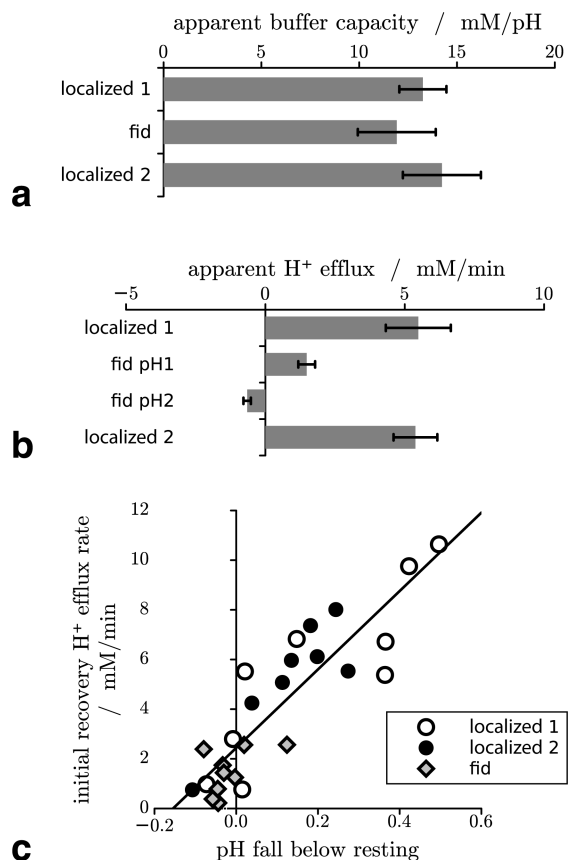 apparent buffer capacity / mM/pH
0 5 10 15 20
localized 1
fid
localized 2
a
apparent H⁺ efflux / mM/min
−5 0 5 10
localized 1
fid pH1
fid pH2
localized 2
b
initial recovery H⁺ efflux rate
/ mM/min
12
10
8
6
4
2
0
localized 1
localized 2
fid
−0.2 0.0 0.2 0.4 0.6
pH fall below resting
c